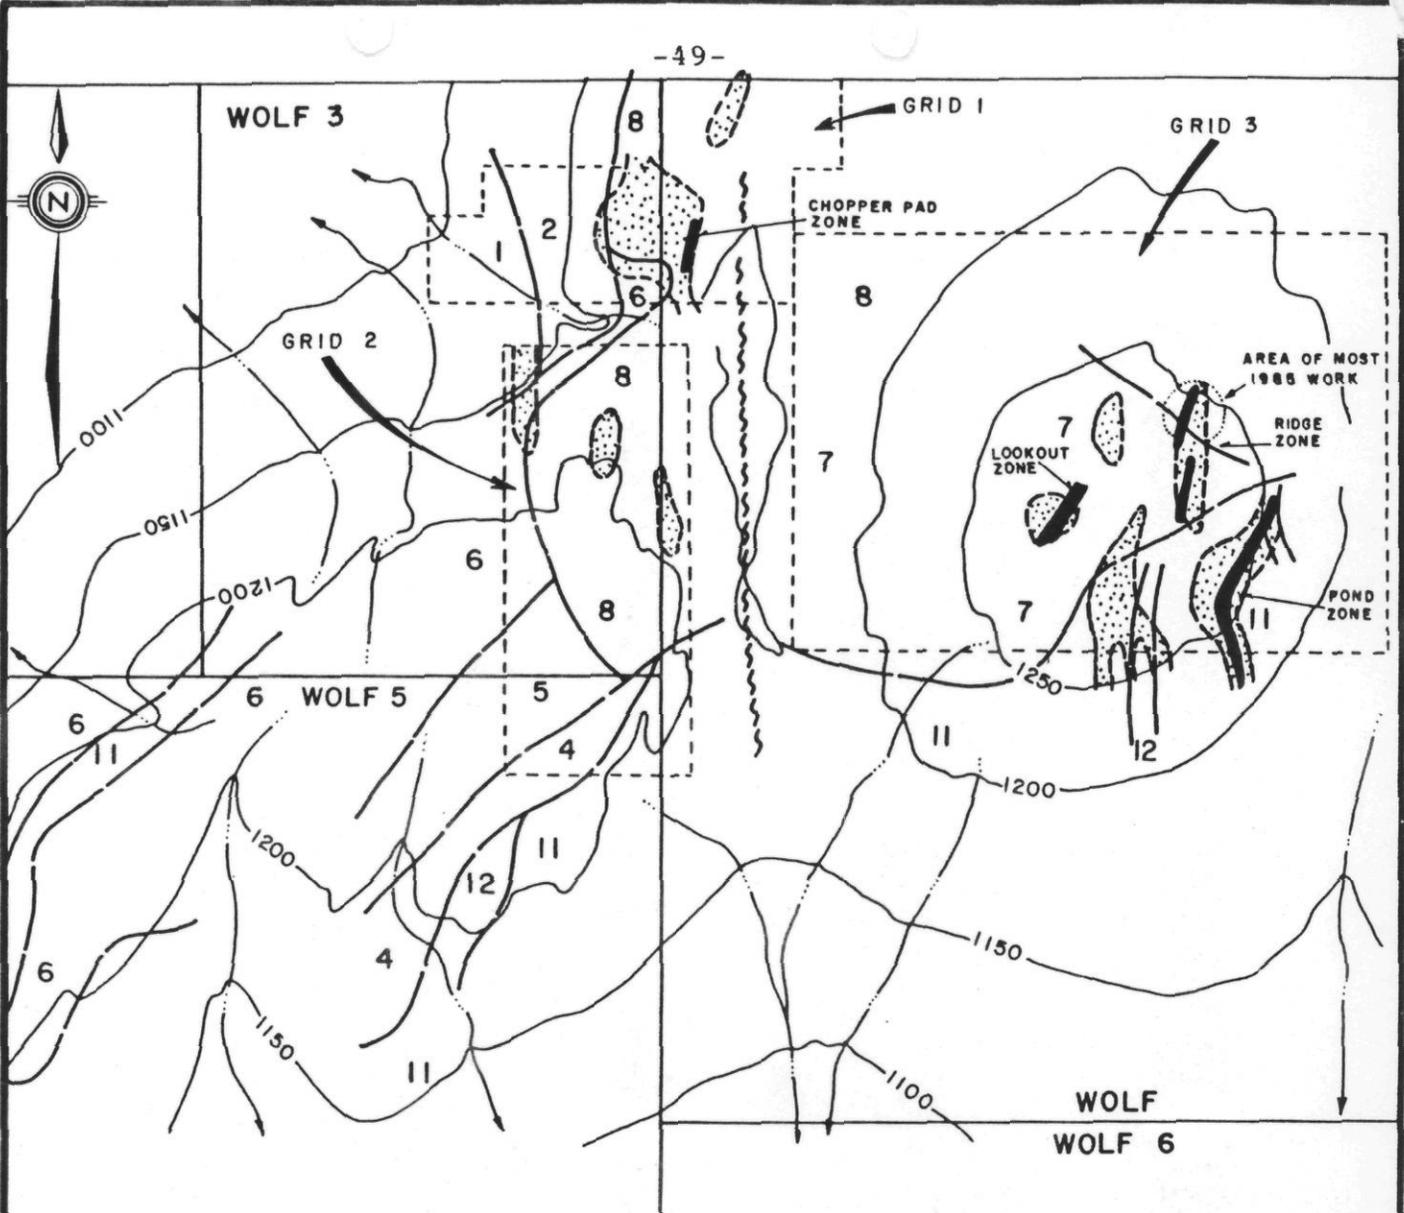 -49-
WOLF 3
8
GRID 1
GRID 3
N
CHOPPER PAD
ZONE
2
1
6
8
GRID 2
8
AREA OF MOST
1985 WORK
7
RIDGE
ZONE
1100
LOOKOUT
ZONE
7
1150
6
1200
8
7
POND
ZONE
11
1250
6
WOLF 5
5
6
11
4
11
12
1200
1200
11
12
4
1150
6
1150
11
1100
WOLF
WOLF 6